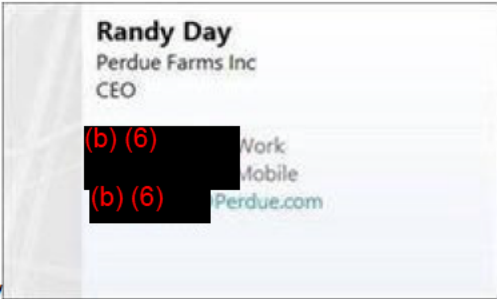 Randy Day
Perdue Farms Inc
CEO
(b) (6) Work
Mobile
(b) (6) Perdue.com